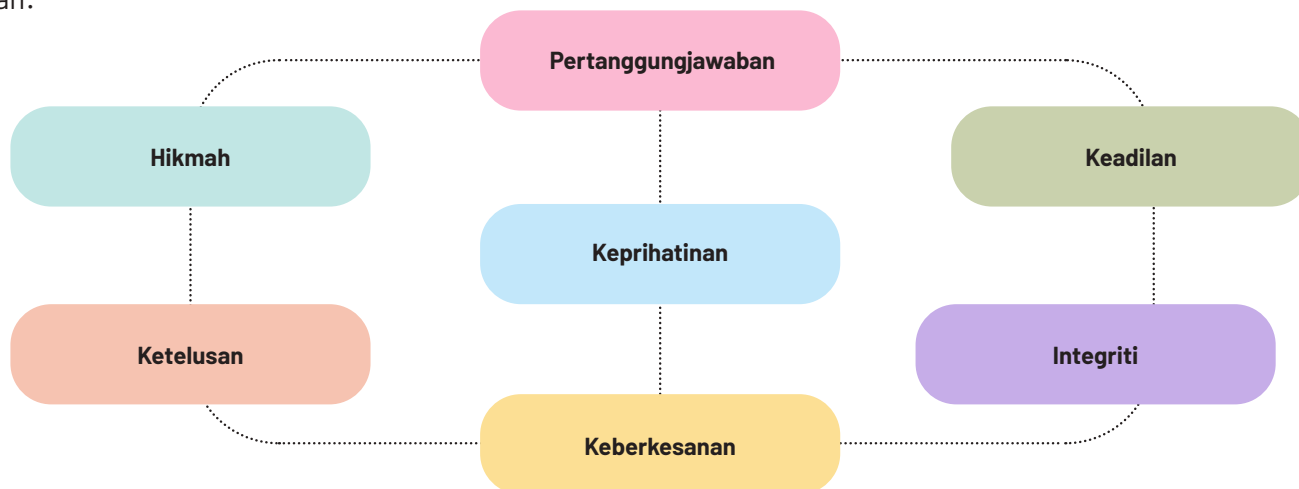 Pertanggungjawaban
Hikmah
Keadilan
Keprihatinan
Ketelusan
Integriti
Keberkesanan